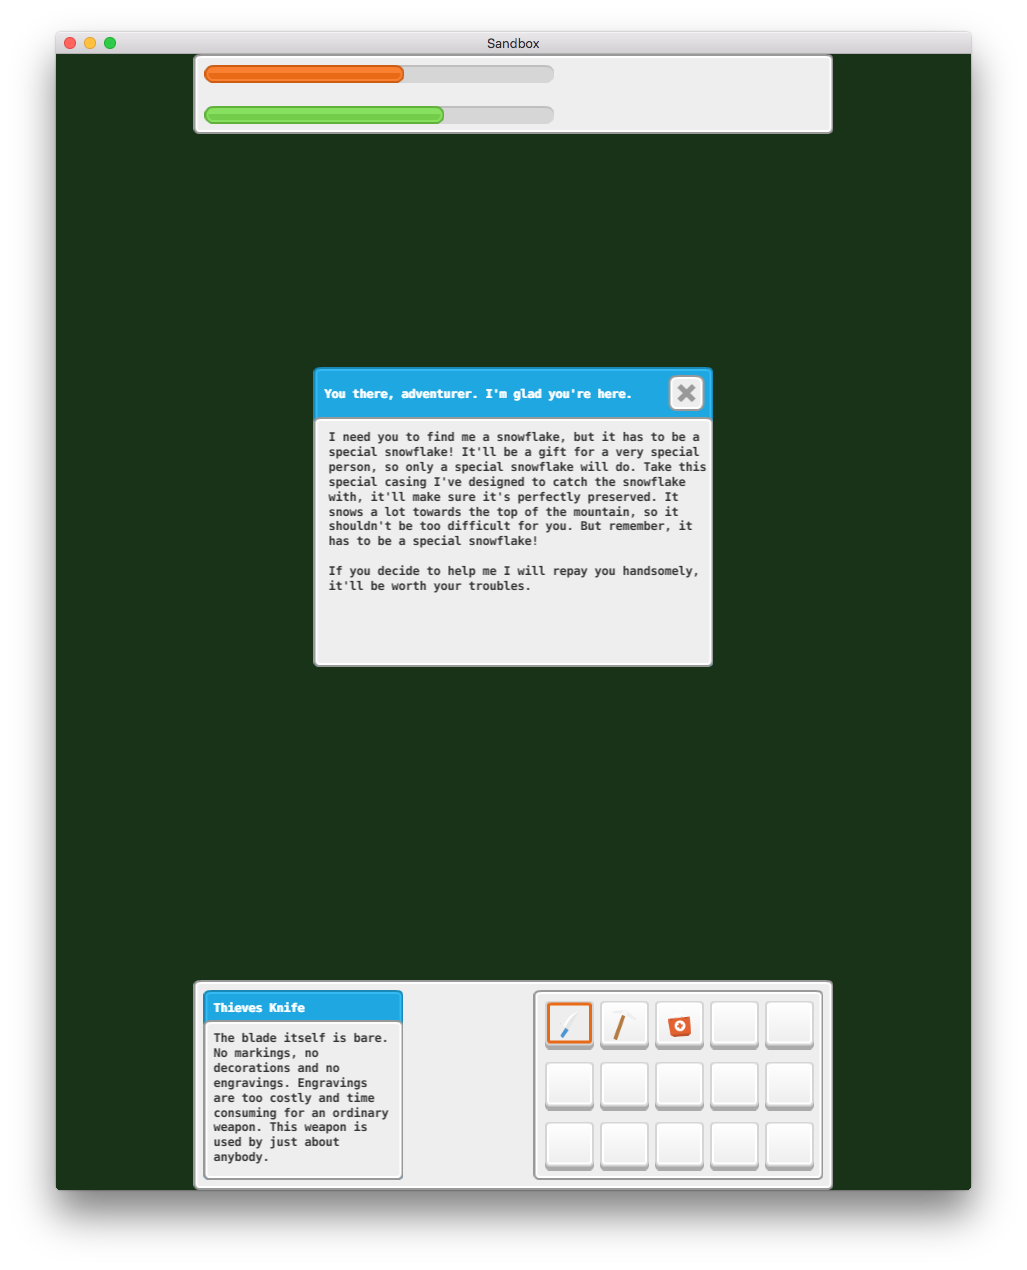 Sandbox
You there, adventurer. I'm glad you're here.
I need you to find me a snowflake, but it has to be a
special snowflake! It'll be a gift for a very special
person, so only a special snowflake will do. Take this
special casing I've designed to catch the snowflake
with, it'll make sure it's perfectly preserved. It
snows a lot towards the top of the mountain, so it
shouldn't be too difficult for you. But remember, it
has to be a special snowflake!
If you decide to help me I will repay you handsomely,
it'll be worth your troubles.
Thieves Knife
The blade itself is bare.
No markings, no
decorations and no
engravings. Engravings
are too costly and time
consuming for an ordinary
weapon. This weapon is
used by just about
anybody.